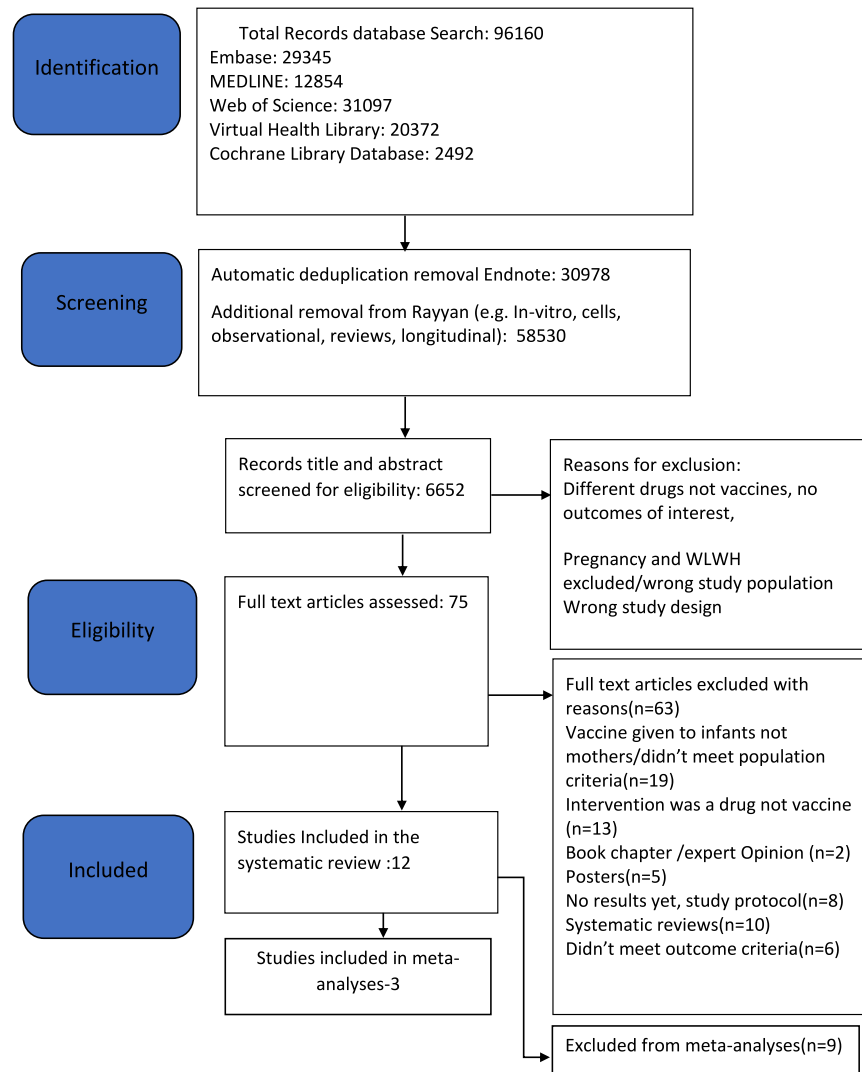 Identification
Total Records database Search: 96160
Embase: 29345
MEDLINE: 12854
Web of Science: 31097
Virtual Health Library: 20372
Cochrane Library Database: 2492
Screening
Automatic deduplication removal Endnote: 30978
Additional removal from Rayyan (e.g. In-vitro, cells,
observational, reviews, longitudinal): 58530
Records title and abstract
screened for eligibility: 6652
Reasons for exclusion:
Different drugs not vaccines, no
outcomes of interest,
Pregnancy and WLWH
excluded/wrong study population
Wrong study design
Eligibility
Full text articles assessed: 75
Full text articles excluded with
reasons(n=63)
Vaccine given to infants not
mothers/didn’t meet population
criteria(n=19)
Intervention was a drug not vaccine
(n=13)
Book chapter /expert Opinion (n=2)
Posters(n=5)
No results yet, study protocol(n=8)
Systematic reviews(n=10)
Didn’t meet outcome criteria(n=6)
Included
Studies Included in the
systematic review :12
Studies included in meta-
analyses-3
Excluded from meta-analyses(n=9)